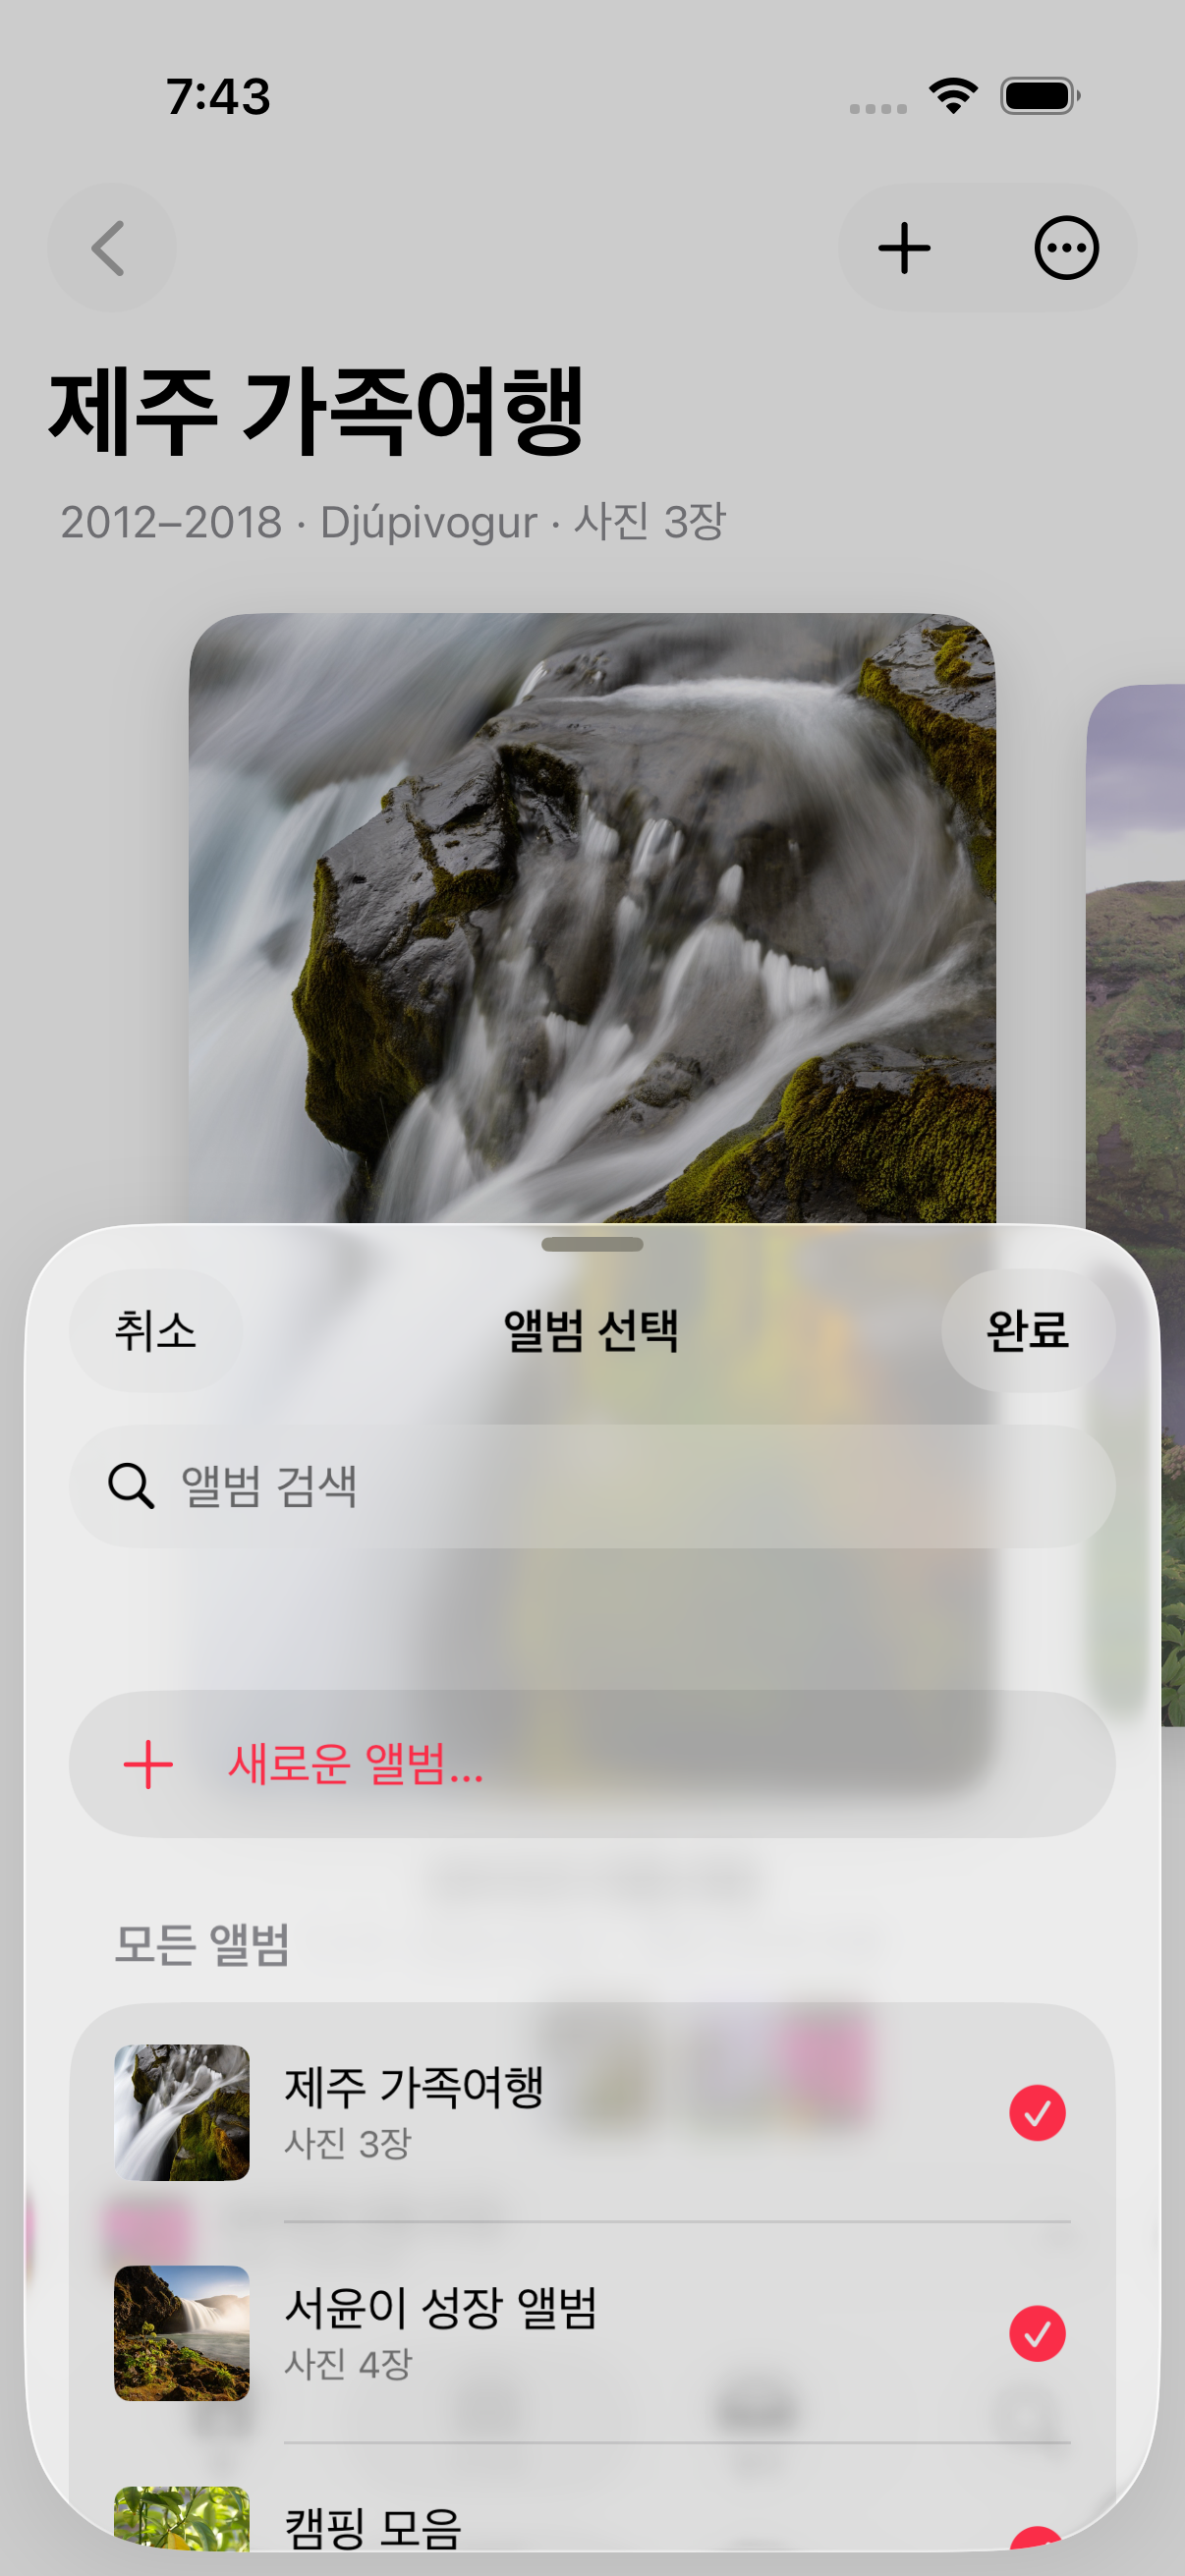 7:43
제주 가족여행
2012–2018 · Djúpivogur · 사진 3장
취소
앨범 선택
완료
앨범 검색
새로운 앨범...
모든 앨범
제주 가족여행
사진 3장
서윤이 성장 앨범
사진 4장
캠핑 모음